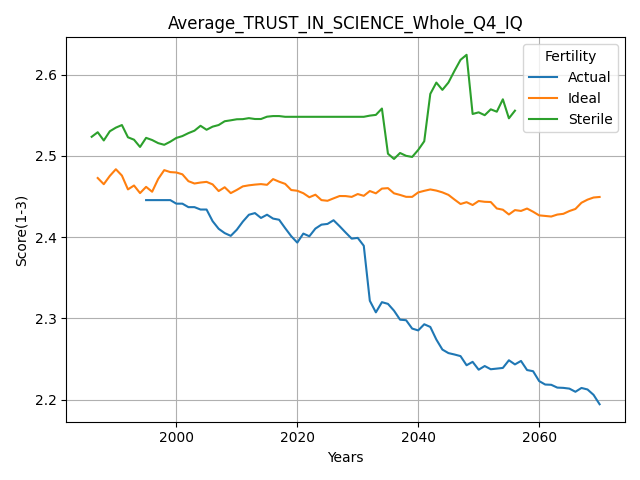 Average_TRUST_IN_SCIENCE_Whole_Q4_IQ
Fertility
Actual
Ideal
Sterile
Score(1-3)
2.6
2.5
2.4
2.3
2.2
2000
2020
2040
2060
Years